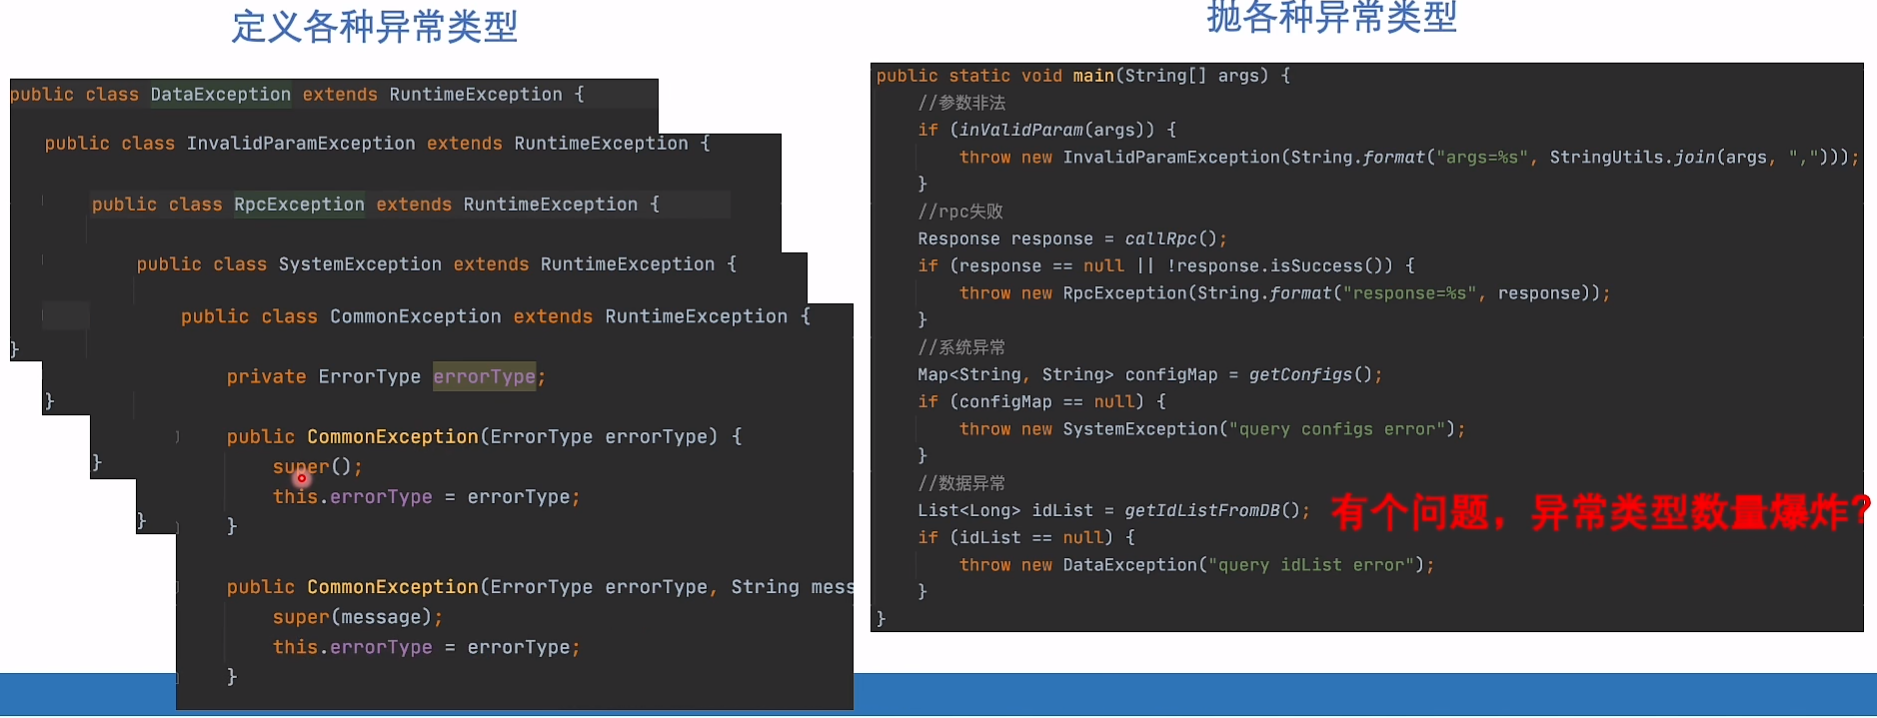 定义各种异常类型
public class DataException extends RuntimeException {
public class InvalidParamException extends RuntimeException {
public class RpcException extends RuntimeException {
public class SystemException extends RuntimeException {
public class CommonException extends RuntimeException {
}
private ErrorType errorType;
}
public CommonException(ErrorType errorType) {
}
super();
this.errorType = errorType;
}
}
public CommonException(ErrorType errorType, String mess
super(message);
this.errorType = errorType;
}
抛各种异常类型
public static void main(String[] args) {
//参数非法
if (inValidParam(args)) {
throw new InvalidParamException(String.format("args=%s", StringUtils.join(args, ",")));
}
//rpc失败
Response response = callRpc();
if (response == null || !response.isSuccess()) {
throw new RpcException(String.format("response=%s", response));
}
//系统异常
Map<String, String> configMap = getConfigs();
if (configMap == null) {
throw new SystemException("query configs error");
}
//数据异常
List<Long> idList = getIdListFromDB();
有个问题，异常类型数量爆炸?
if (idList == null) {
throw new DataException("query idList error");
}
}